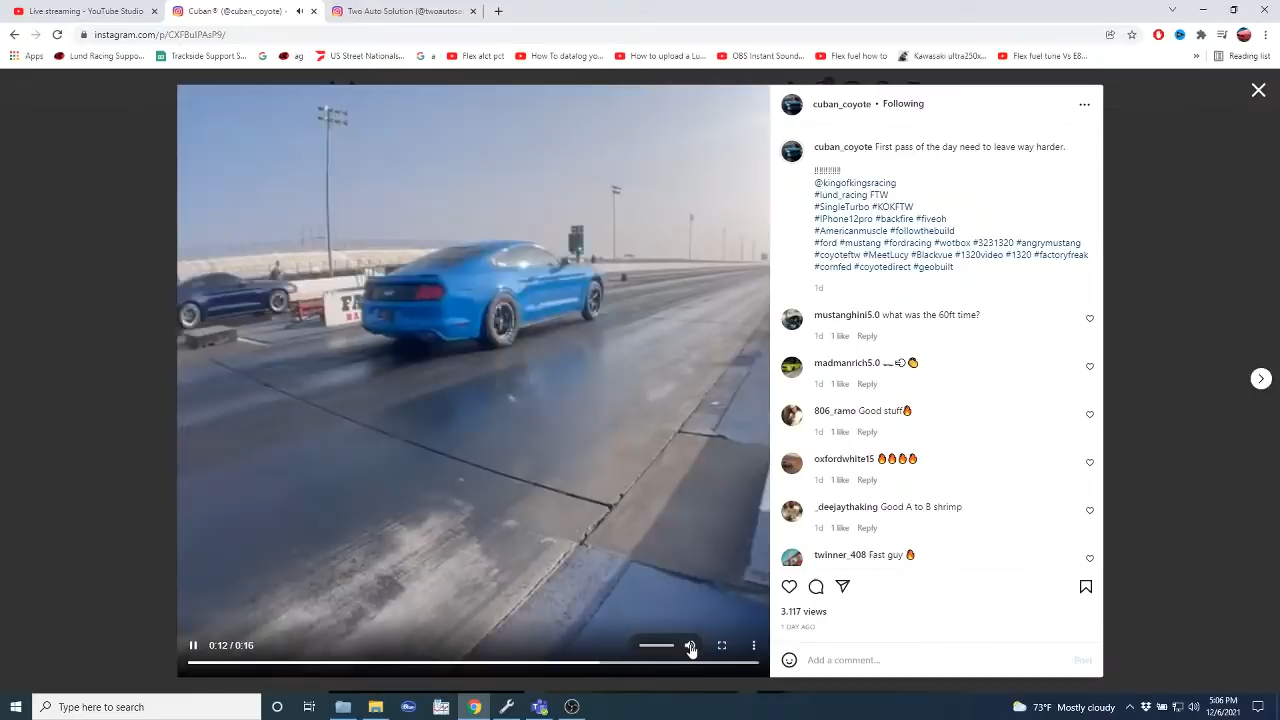 Live streaming - YouTube Studio
Cuban® (@cuban_coyote)
Two Auto Solution (@twoautoso
instagram.com/p/CXFBuIPAsP9/
Apps
Lund Racing Suppo...
Trackside Support S...
ag
US Street Nationals...
a
Flex alct pct
How To datalog yo...
How to upload a Lu...
OBS Instant Sound...
Flex fuel how to
Kawasaki ultra250x...
Flex fuel tune Vs E8...
»
Reading list
cuban_coyote • Following
cuban_coyote First pass of the day need to leave way harder.
@kingofkingsracing
#lund_racing FTW
#SingleTurbo #KOKFTW
#IPhone12pro #backfire #fiveoh
#Americanmuscle #followthebuild
#ford #mustang #fordracing #wotbox #3231320 #angrymustang
#coyoteftw #MeetLucy #Blackvue #1320video #1320 #factoryfreak
#cornfed #coyotedirect #geobuilt
1d
mustanghini5.0 what was the 60ft time?
1d 1 like Reply
madmanrich5.0
1d 1 like Reply
806_ramo Good stuff🔥
1d 1 like Reply
oxfordwhite15 🔥🔥🔥🔥
1d 1 like Reply
_deejaythaking Good A to B shrimp
1d 1 like Reply
twinner_408 Fast guy 🔥
3,117 views
1 DAY AGO
Add a comment...
Post
0:12 / 0:16
Type here to search
73°F Mostly cloudy
5:06 PM
12/6/2021